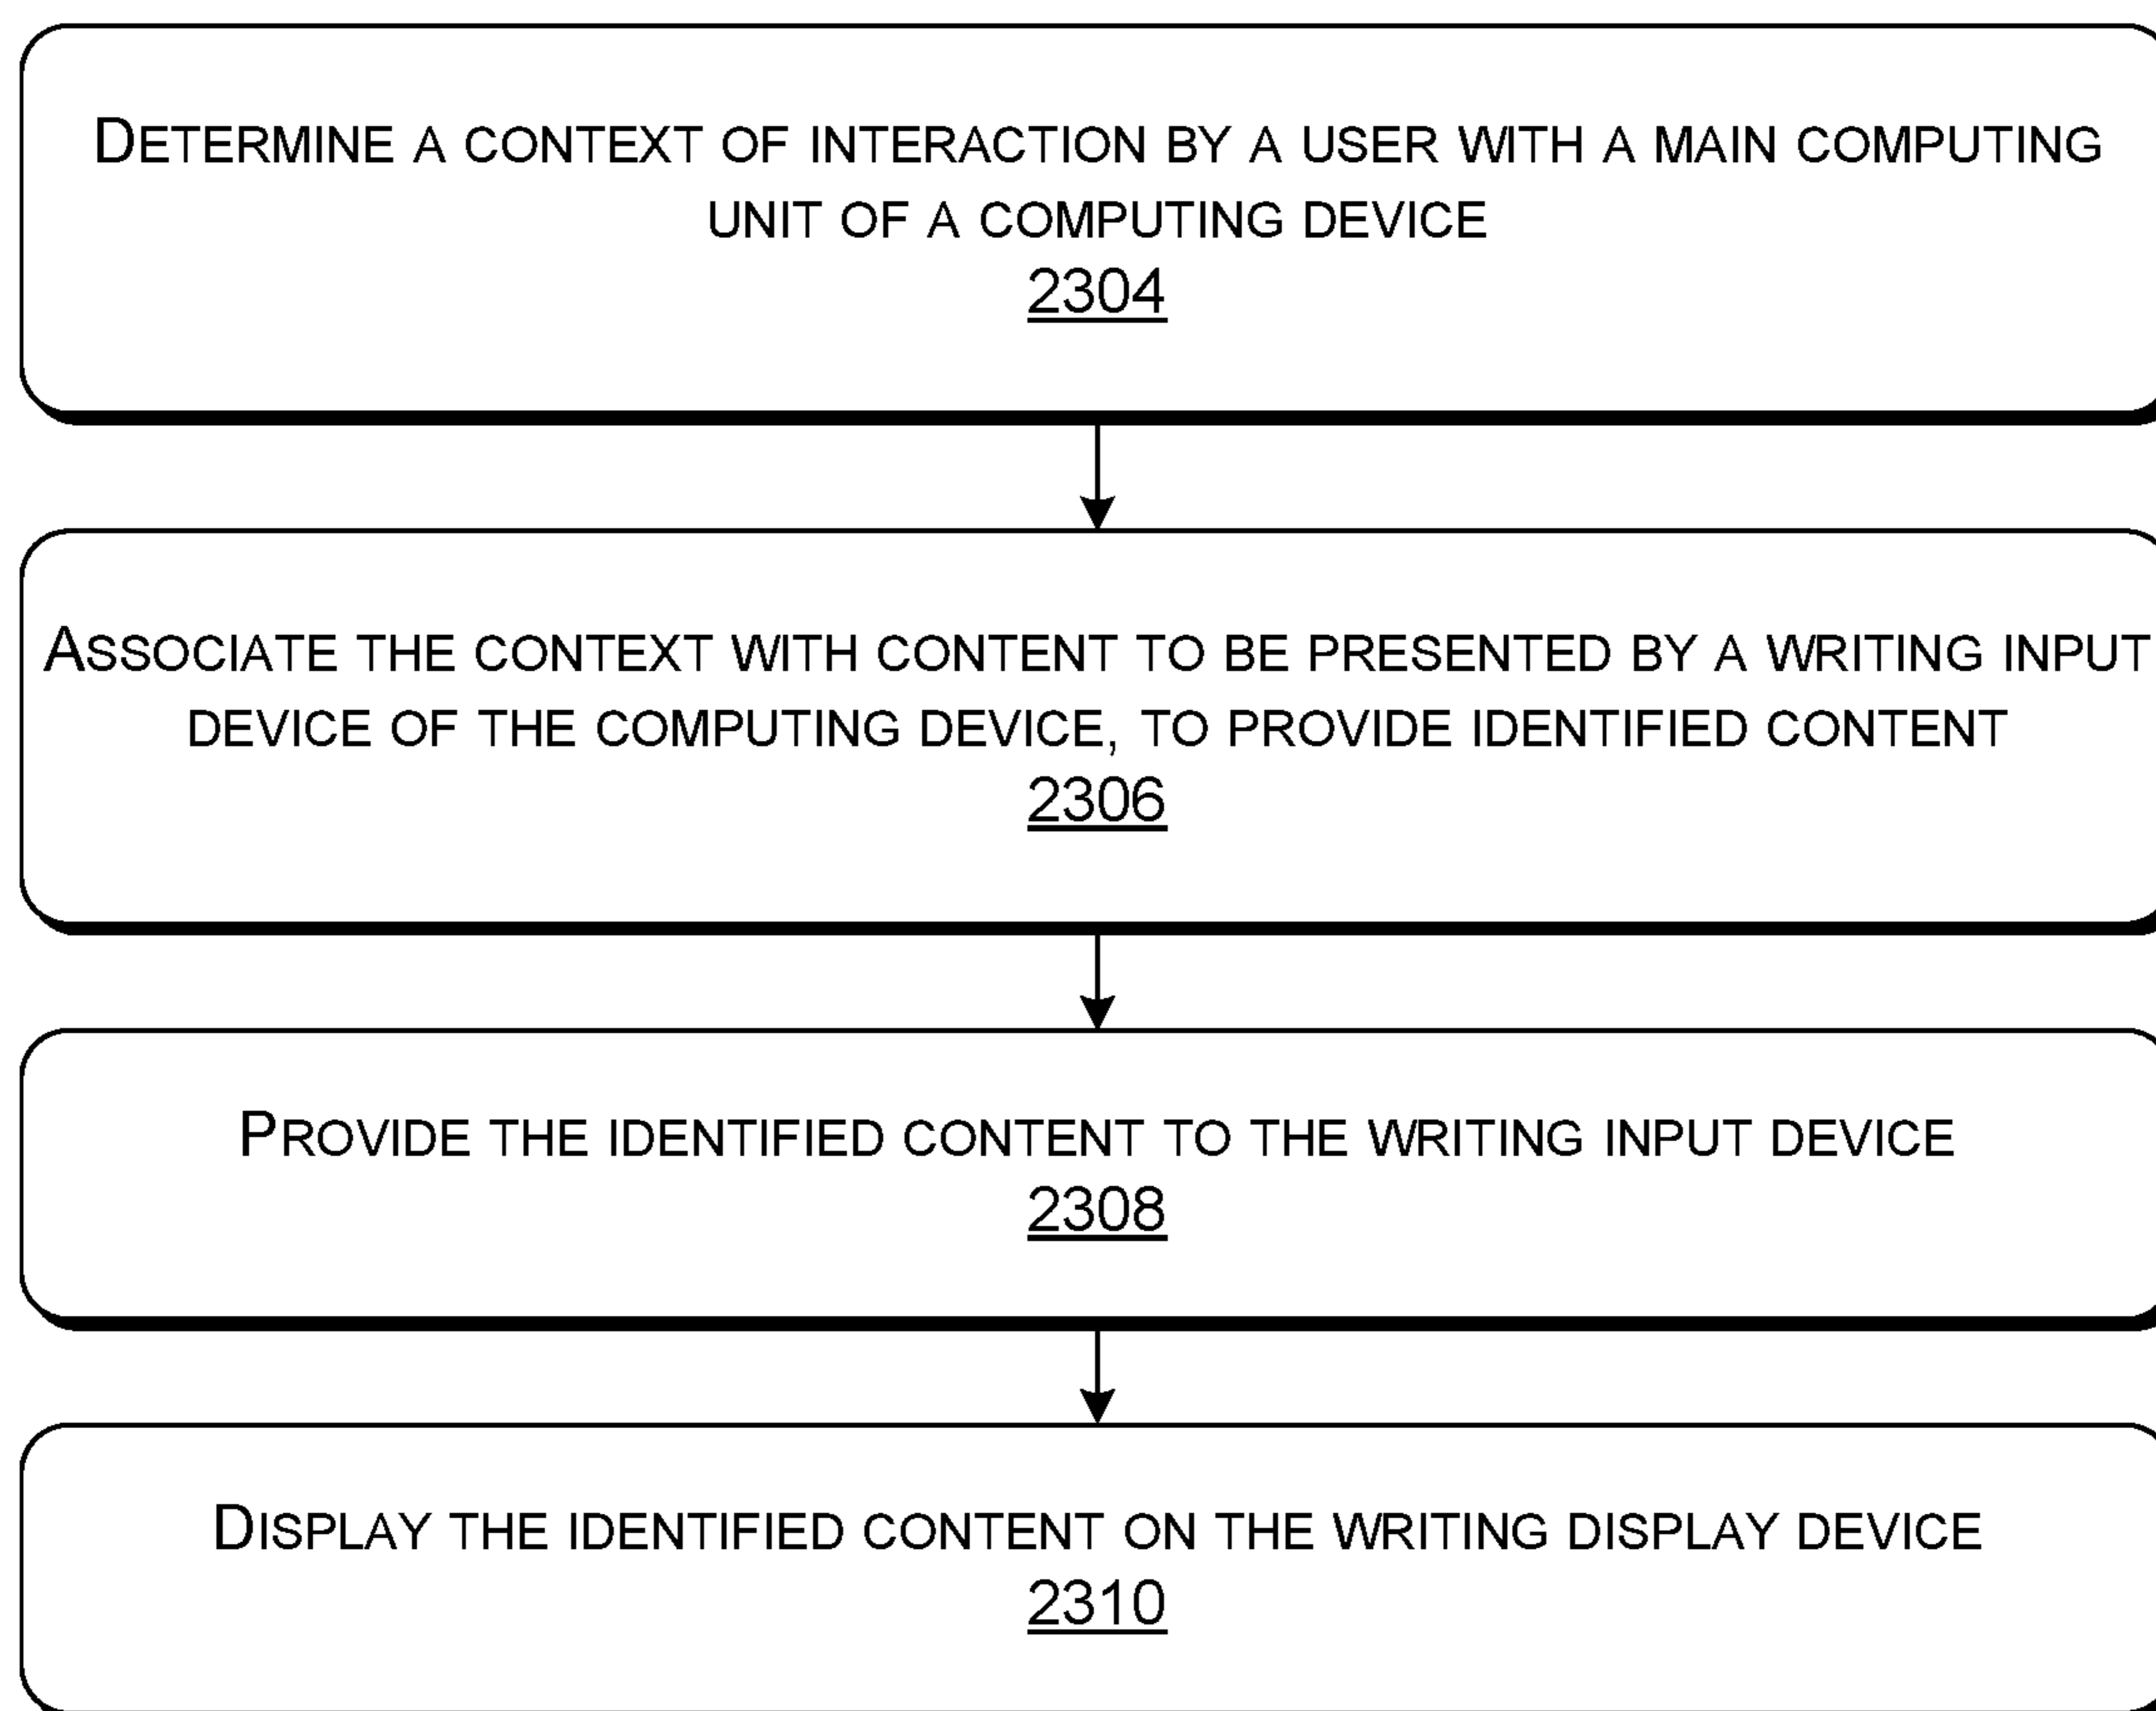 DETERMINE A CONTEXT OF INTERACTION BY A USER WITH A MAIN COMPUTING
UNIT OF A COMPUTING DEVICE
2304
ASSOCIATE THE CONTEXT WITH CONTENT TO BE PRESENTED BY A WRITING INPUT
DEVICE OF THE COMPUTING DEVICE, TO PROVIDE IDENTIFIED CONTENT
2306
PROVIDE THE IDENTIFIED CONTENT TO THE WRITING INPUT DEVICE
2308
DISPLAY THE IDENTIFIED CONTENT ON THE WRITING DISPLAY DEVICE
2310